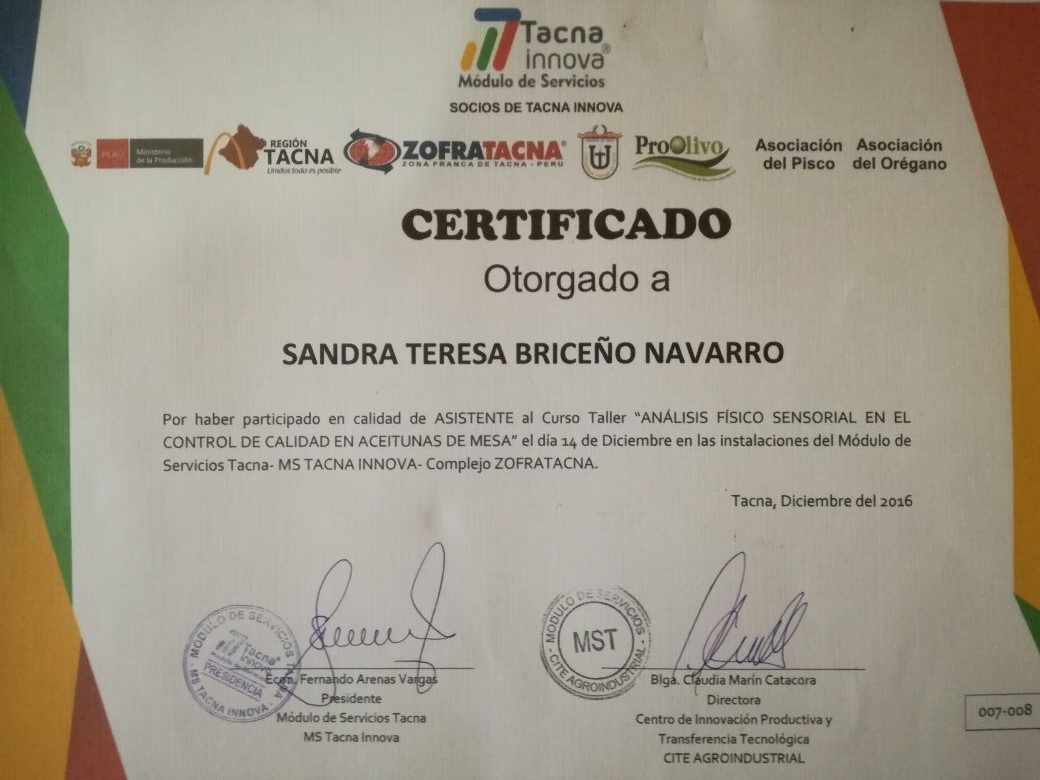 Tacna
innova®
Módulo de Servicios
SOCIOS DE TACNA INNOVA
PERÚ Ministerio
de la Producción
REGIÓN
TACNA
Unidos todo es posible
ZOFRATACNA®
ZONA FRANCA DE TACNA - PERU
ProOlivo
Asociación
del Pisco
Asociación
del Orégano
CERTIFICADO
Otorgado a
SANDRA TERESA BRICEÑO NAVARRO
Por haber participado en calidad de ASISTENTE al Curso Taller “ANÁLISIS FÍSICO SENSORIAL EN EL
CONTROL DE CALIDAD EN ACEITUNAS DE MESA” el día 14 de Diciembre en las instalaciones del Módulo de
Servicios Tacna- MS TACNA INNOVA- Complejo ZOFRATACNA.
Tacna, Diciembre del 2016
MODULO DE SERVICIOS TACNA
Tacna
innova
PRESIDENCIA
- MS TACNA INNOVA -
Econ. Fernando Arenas Vargas
Presidente
Módulo de Servicios Tacna
MS Tacna Innova
MODULO DE SERVICIOS
MST
- CITE AGROINDUSTRIAL -
Blga. Claudia Marín Catacora
Directora
Centro de Innovación Productiva y
Transferencia Tecnológica
CITE AGROINDUSTRIAL
007-008